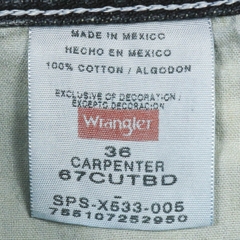 MADE IN MEXICO
HECHO EN MEXICO
100% COTTON / ALGODON
EXCLUSIVE OF DECORATION /
EXCEPTO DECORACION
Wrangler
36
CARPENTER
67CUTBD
SPS-X533-005
755107252950